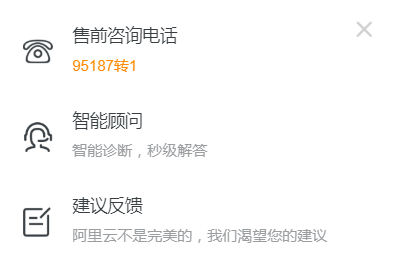 售前咨询电话
95187转1
智能顾问
智能诊断，秒级解答
建议反馈
阿里云不是完美的，我们渴望您的建议